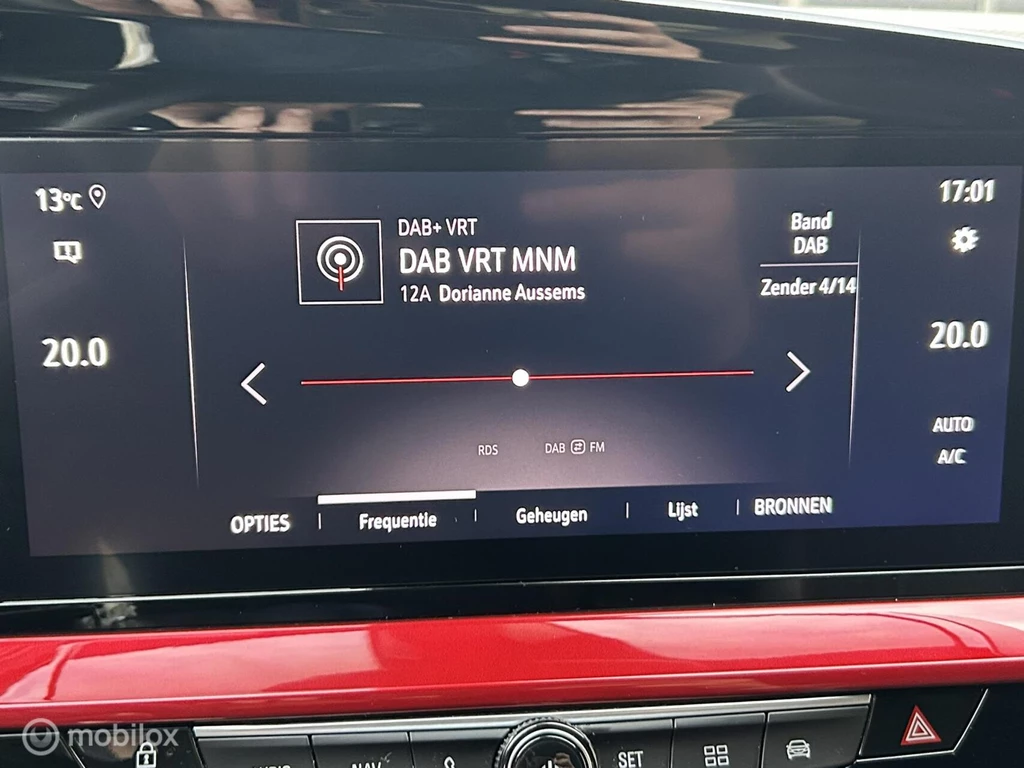 13°C
17:01
DAB+ VRT
DAB VRT MNM
12A Dorianne Aussems
Band
DAB
Zender 4/14
20.0
20.0
RDS
DAB FM
AUTO
A/C
OPTIES
Frequentie
Geheugen
Lijst
BRONNEN
mobilox
NAV
SET